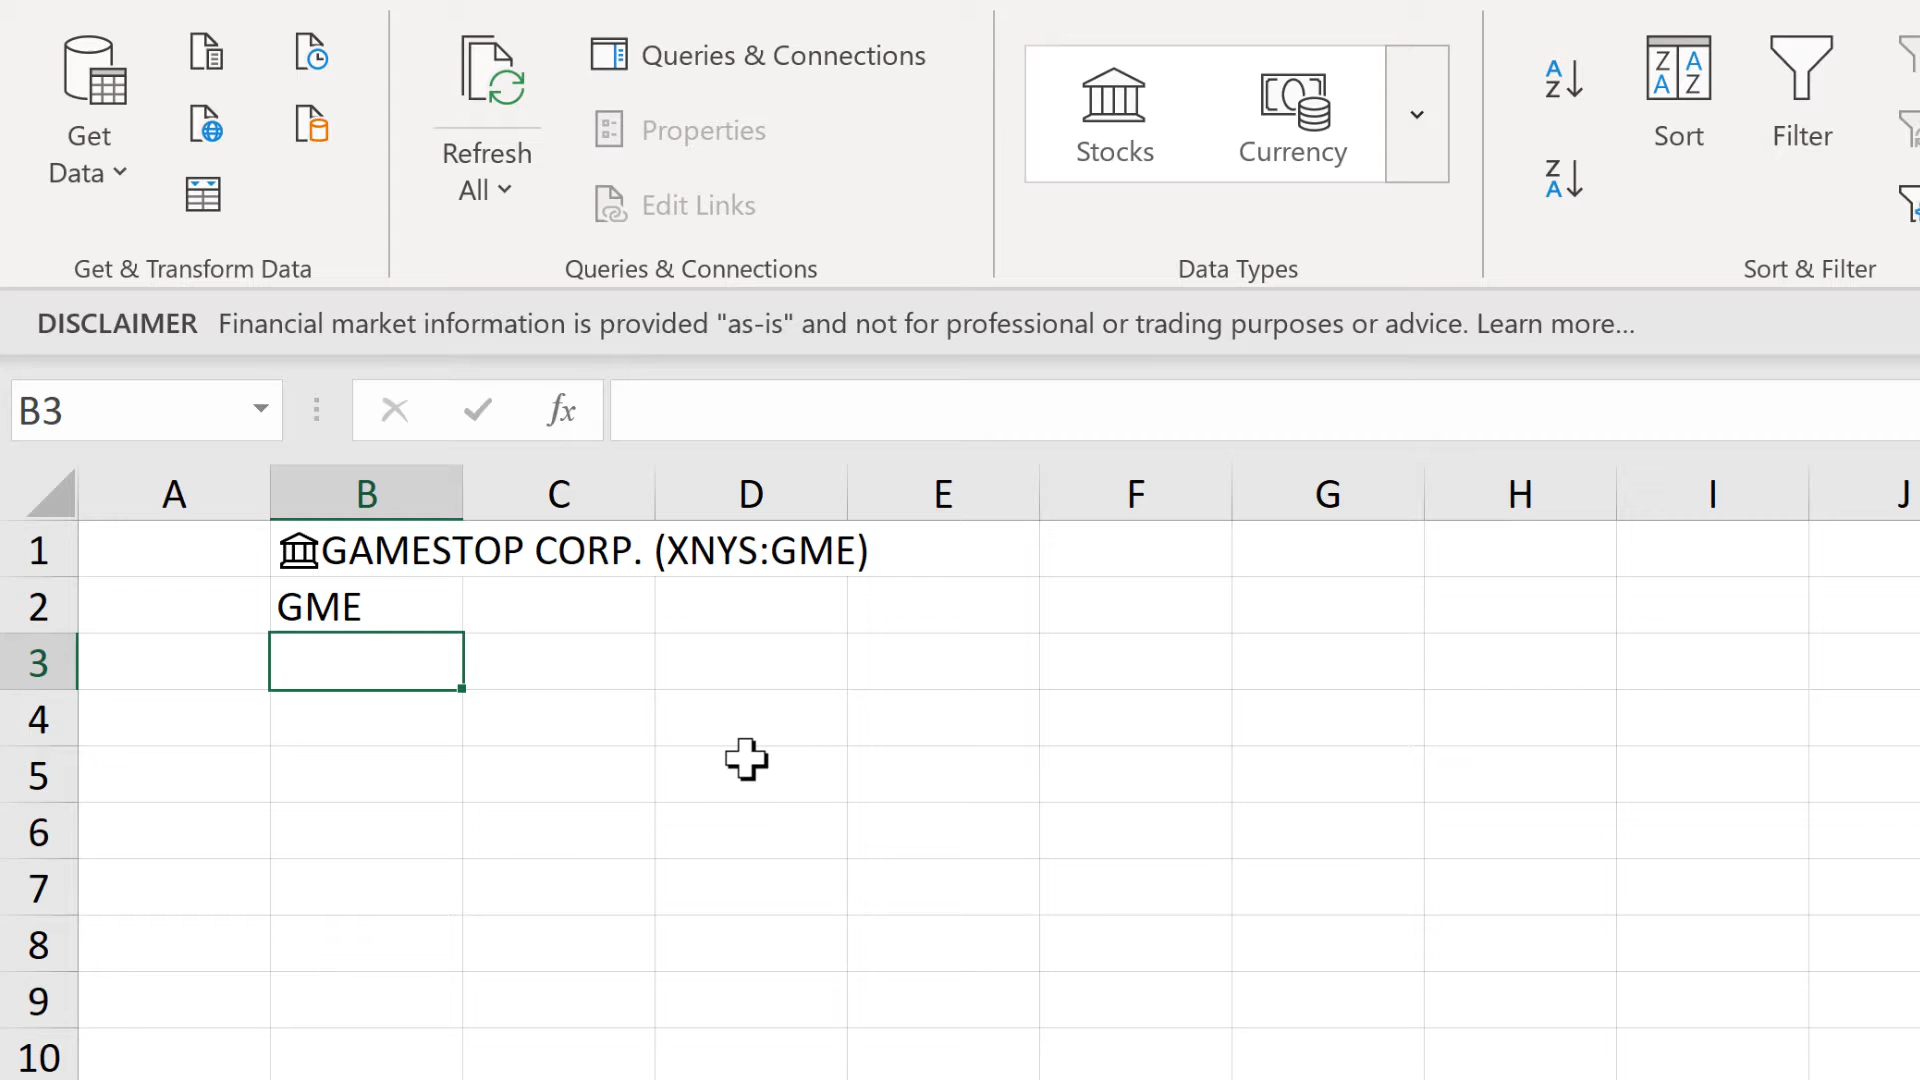 Get
Data
Refresh
All
Queries & Connections
Properties
Edit Links
Stocks
Currency
A
Z
Z
A
Z A
A Z
Sort
Filter
Get & Transform Data
Queries & Connections
Data Types
Sort & Filter
DISCLAIMER Financial market information is provided "as-is" and not for professional or trading purposes or advice. Learn more...
B3
fx
A B C D E F G H I J
1 GAMESTOP CORP. (XNYS:GME)
2 GME
3
4
5
6
7
8
9
10